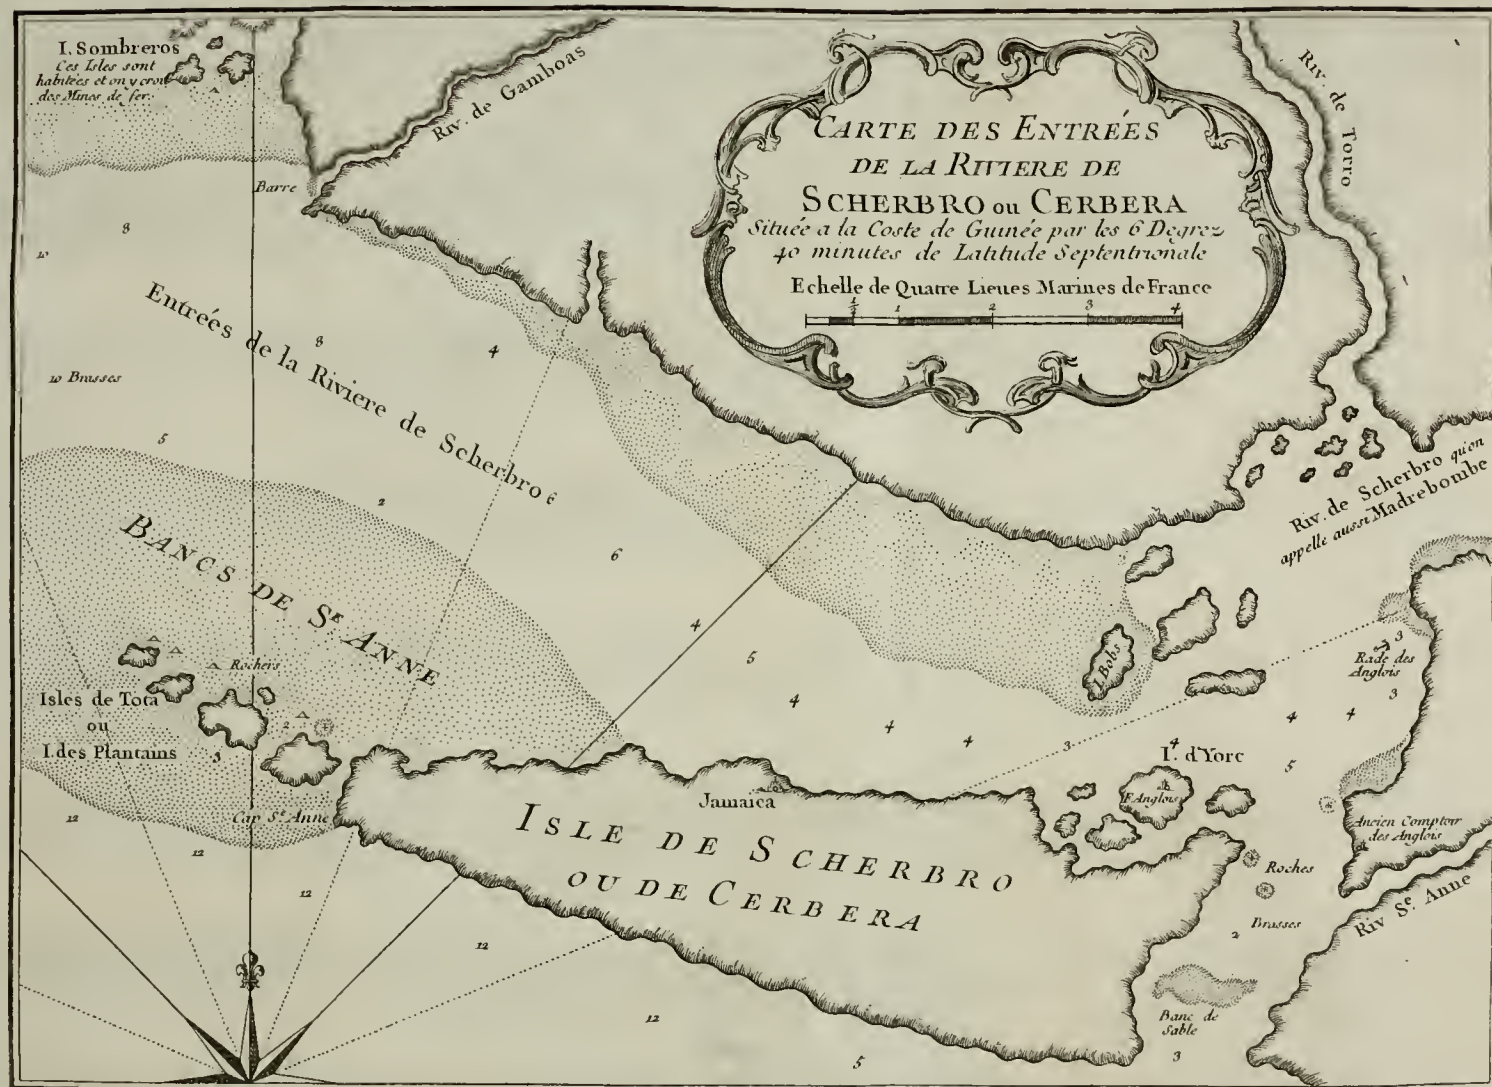 I. Sombreros
Ces Isles sont
habitées et on y croit
des Mines de fer.
Riv. de Gamboas
Barre
CARTE DES ENTRÉES
DE LA RIVIERE DE
SCHERBRO ou CERBERA
Située a la Coste de Guinée par les 6 Degrez
40 minutes de Latitude Septentrionale
Echelle de Quatre Lieues Marines de France
½ 1 2 3 4
Riv. de Torro
8
10
Entrées de la Riviere de Scherbro
8
4
10 Brasses
5
2
6
6
Riv. de Scherbro qu'on
appelle aussi Madrebombe
BANCS DE Ste ANNE
4
5
4
4
4
3
4
I. Bobs
3
Rade des
Anglois
3
4
4
5
Rochers
Isles de Tota
ou
I. des Plantains
2
3
Cap Ste Anne
12
12
12
12
12
5
Jamaica
ISLE DE SCHERBRO
OU DE CERBERA
Is. d'Yorc
F. Anglois
Ancien Comptoir
des Anglois
Roches
Brasses
2
Riv Ste. Anne
Banc de
Sable
3